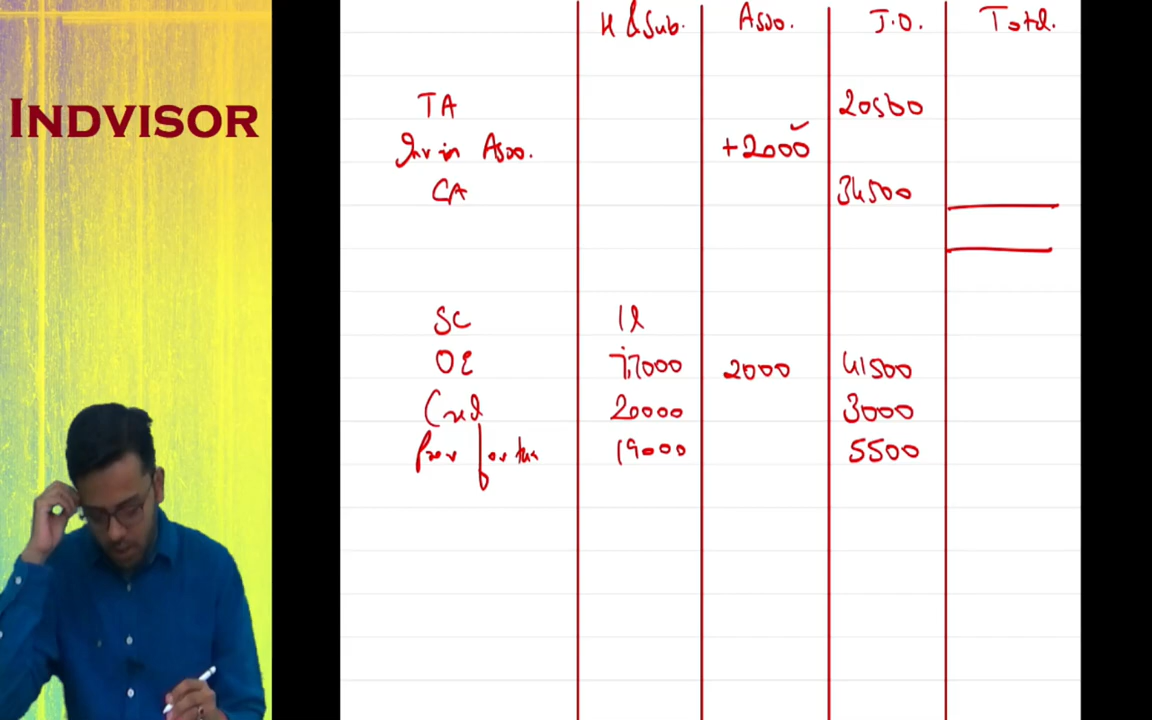 INDVISOR
H & Sub. Asso. J.O. Total.
TA 20500
Inv in Asso. +2000
CA 34500
SC 1
OE 77000 2000 41500
Cred 20000 3000
Prov for tax 19000 5500